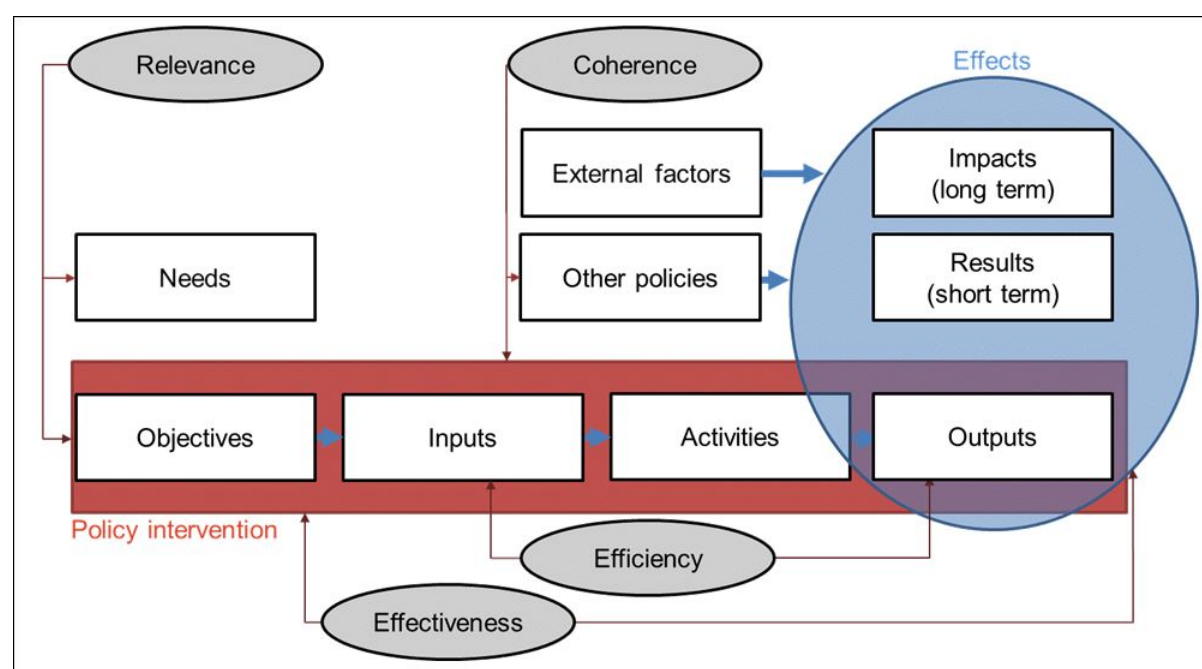 Relevance
Coherence
Effects
External factors
Impacts
(long term)
Needs
Other policies
Results
(short term)
Objectives
Inputs
Activities
Outputs
Policy intervention
Efficiency
Effectiveness